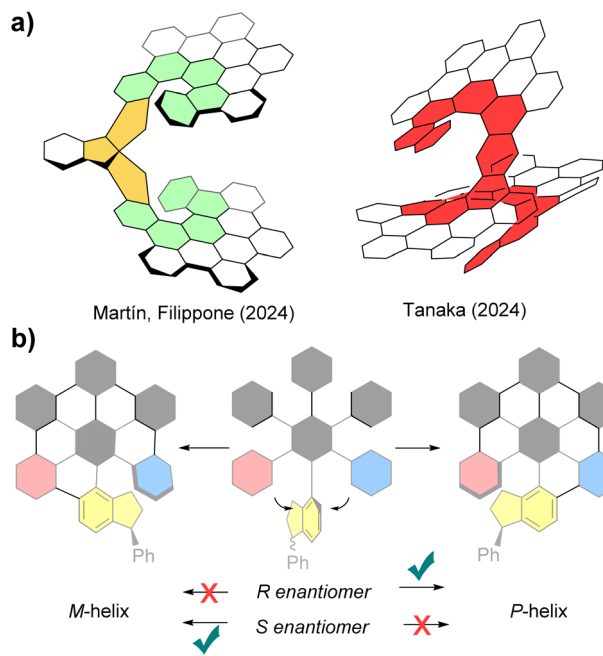 a)
Martín, Filippone (2024)
Tanaka (2024)
b)
Ph
Ph
Ph
M-helix
R enantiomer
S enantiomer
P-helix